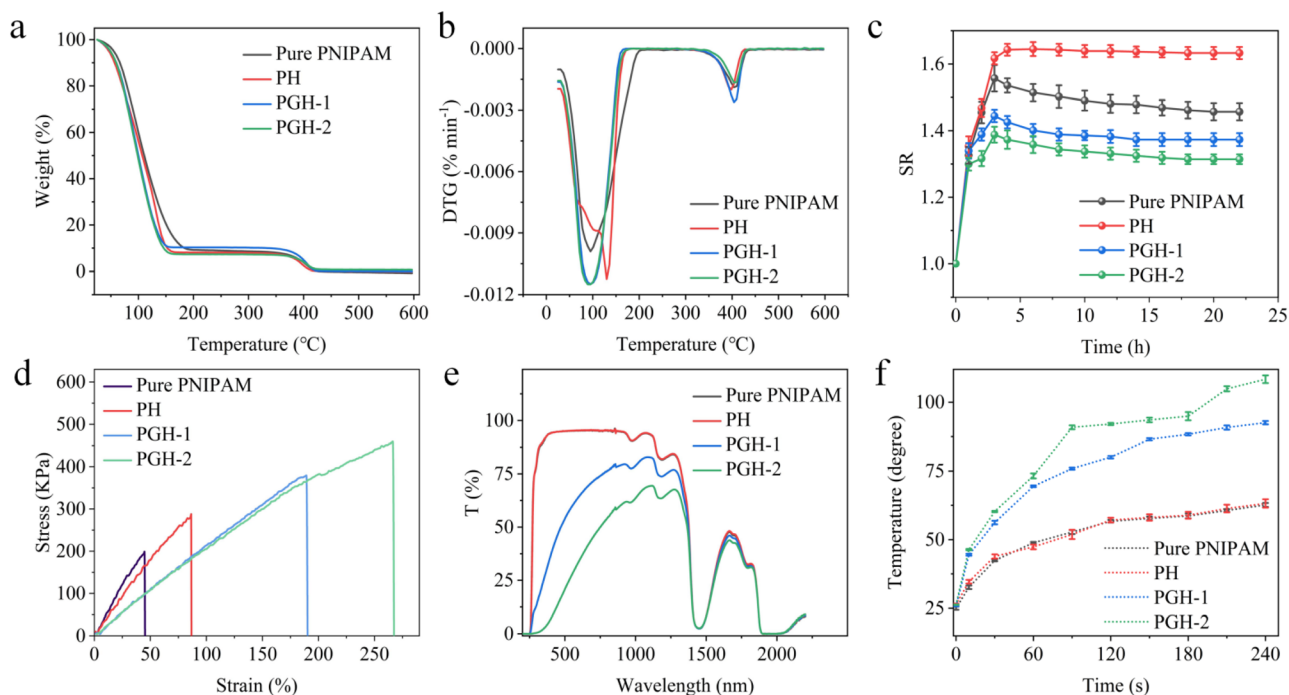 a
100
80
60
40
20
0
Weight (%)
Pure PNIPAM
PH
PGH-1
PGH-2
100 200 300 400 500 600
Temperature (℃)
b
0.000
-0.003
-0.006
-0.009
-0.012
DTG (% min⁻¹)
Pure PNIPAM
PH
PGH-1
PGH-2
0 100 200 300 400 500 600
Temperature (℃)
c
1.6
1.4
1.2
1.0
SR
Pure PNIPAM
PH
PGH-1
PGH-2
0 5 10 15 20 25
Time (h)
d
600
500
400
300
200
100
0
Stress (KPa)
Pure PNIPAM
PH
PGH-1
PGH-2
0 50 100 150 200 250
Strain (%)
e
100
75
50
25
0
T (%)
Pure PNIPAM
PH
PGH-1
PGH-2
500 1000 1500 2000
Wavelength (nm)
f
100
75
50
25
Temperature (degree)
Pure PNIPAM
PH
PGH-1
PGH-2
0 60 120 180 240
Time (s)